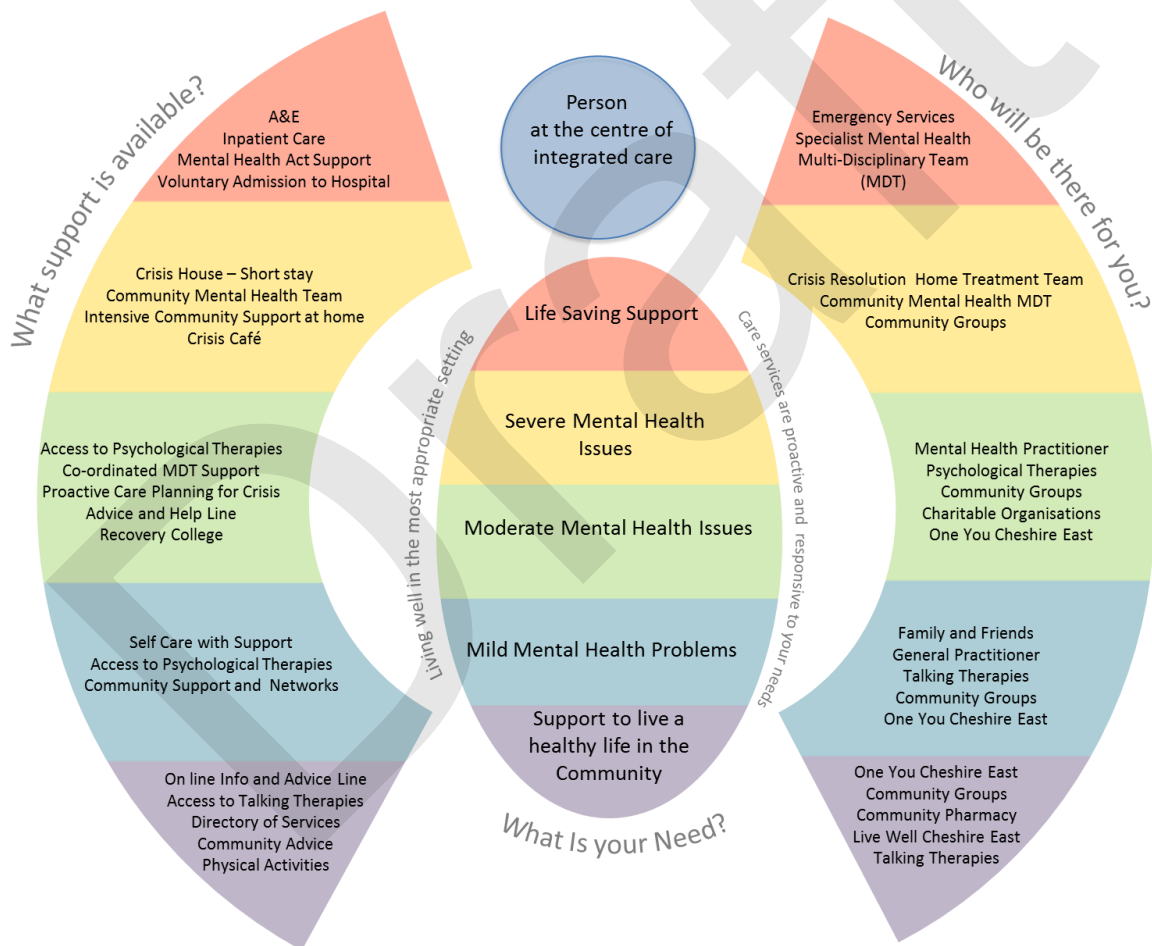 What support is available?
A&E
Inpatient Care
Mental Health Act Support
Voluntary Admission to Hospital
Crisis House – Short stay
Community Mental Health Team
Intensive Community Support at home
Crisis Café
Access to Psychological Therapies
Co-ordinated MDT Support
Proactive Care Planning for Crisis
Advice and Help Line
Recovery College
Self Care with Support
Access to Psychological Therapies
Community Support and Networks
On line Info and Advice Line
Access to Talking Therapies
Directory of Services
Community Advice
Physical Activities
Person
at the centre of
integrated care
Living well in the most appropriate setting
Life Saving Support
Severe Mental Health
Issues
Moderate Mental Health Issues
Mild Mental Health Problems
Support to live a
healthy life in the
Community
What Is your Need?
Care services are proactive and responsive to your needs
Who will be there for you?
Emergency Services
Specialist Mental Health
Multi-Disciplinary Team
(MDT)
Crisis Resolution Home Treatment Team
Community Mental Health MDT
Community Groups
Mental Health Practitioner
Psychological Therapies
Community Groups
Charitable Organisations
One You Cheshire East
Family and Friends
General Practitioner
Talking Therapies
Community Groups
One You Cheshire East
One You Cheshire East
Community Groups
Community Pharmacy
Live Well Cheshire East
Talking Therapies
Draft